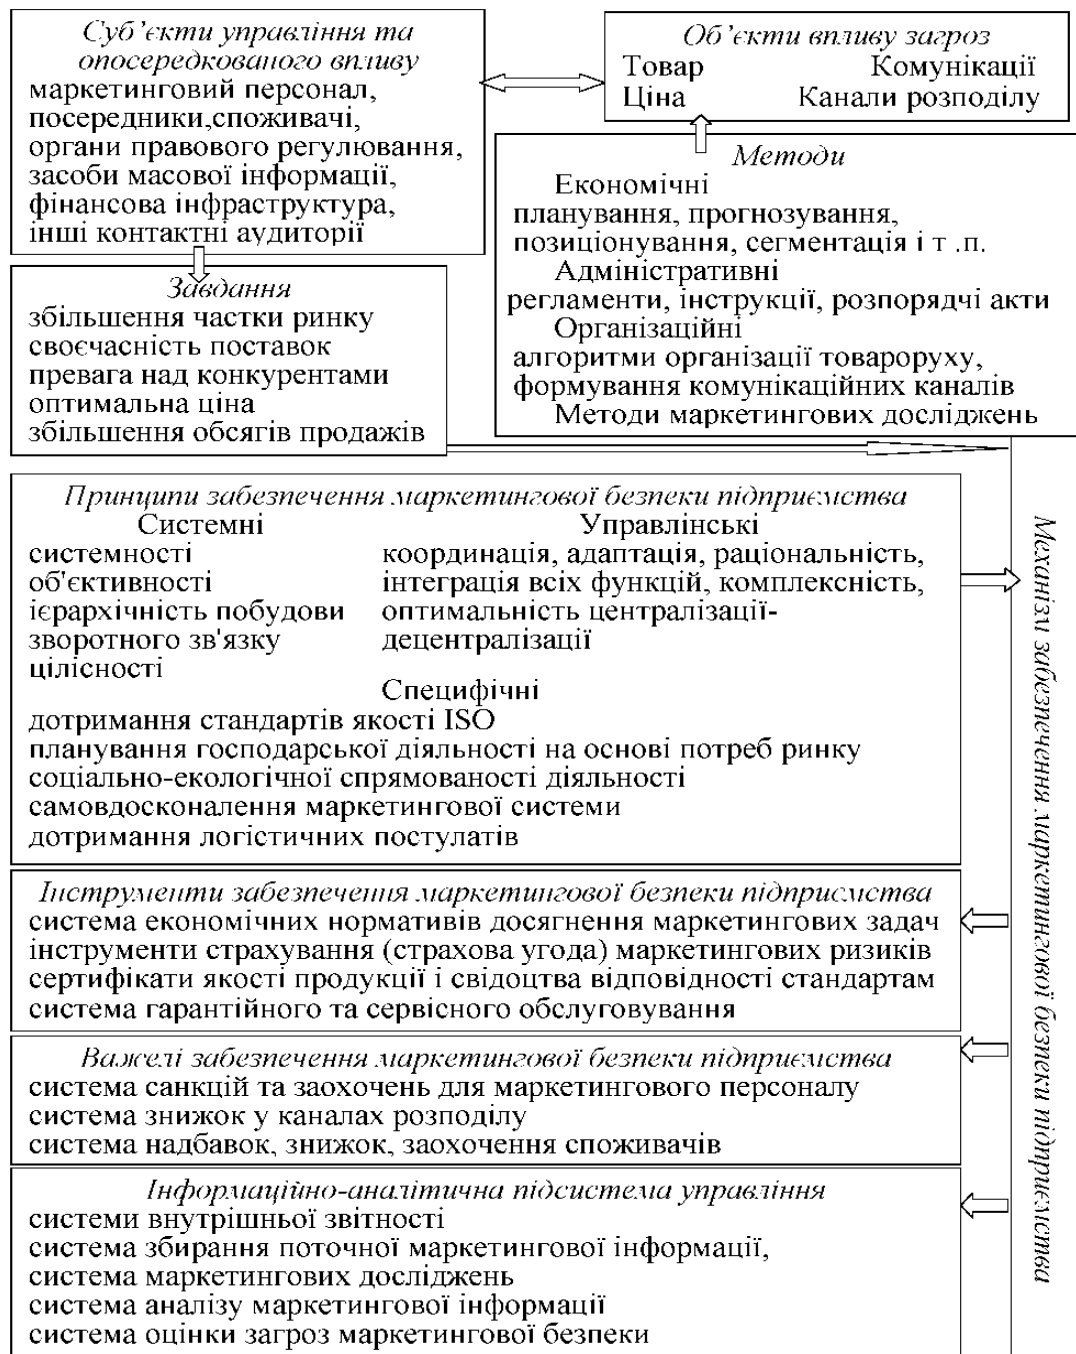 Суб’єкти управління та
опосередкованого впливу
маркетинговий персонал,
посередники,споживачі,
органи правового регулювання,
засоби масової інформації,
фінансова інфраструктура,
інші контактні аудиторії
Об’єкти впливу загроз
Товар Комунікації
Ціна Канали розподілу
Методи
Економічні
планування, прогнозування,
позиціонування, сегментація і т .п.
Адміністративні
регламенти, інструкції, розпорядчі акти
Організаційні
алгоритми організації товароруху,
формування комунікаційних каналів
Методи маркетингових досліджень
Завдання
збільшення частки ринку
своєчасність поставок
превага над конкурентами
оптимальна ціна
збільшення обсягів продажів
Принципи забезпечення маркетингової безпеки підприємства
Системні
системності
об'єктивності
ієрархічність побудови
зворотного зв'язку
цілісності
Управлінські
координація, адаптація, раціональність,
інтеграція всіх функцій, комплексність,
оптимальність централізації-
децентралізації
Специфічні
дотримання стандартів якості ISO
планування господарської діяльності на основі потреб ринку
соціально-екологічної спрямованості діяльності
самовдосконалення маркетингової системи
дотримання логістичних постулатів
Інструменти забезпечення маркетингової безпеки підприємства
система економічних нормативів досягнення маркетингових задач
інструменти страхування (страхова угода) маркетингових ризиків
сертифікати якості продукції і свідоцтва відповідності стандартам
система гарантійного та сервісного обслуговування
Важелі забезпечення маркетингової безпеки підприємства
система санкцій та заохочень для маркетингового персоналу
система знижок у каналах розподілу
система надбавок, знижок, заохочення споживачів
Інформаційно-аналітична підсистема управління
системи внутрішньої звітності
система збирання поточної маркетингової інформації,
система маркетингових досліджень
система аналізу маркетингової інформації
система оцінки загроз маркетингової безпеки
Механізм забезпечення маркетингової безпеки підприємства